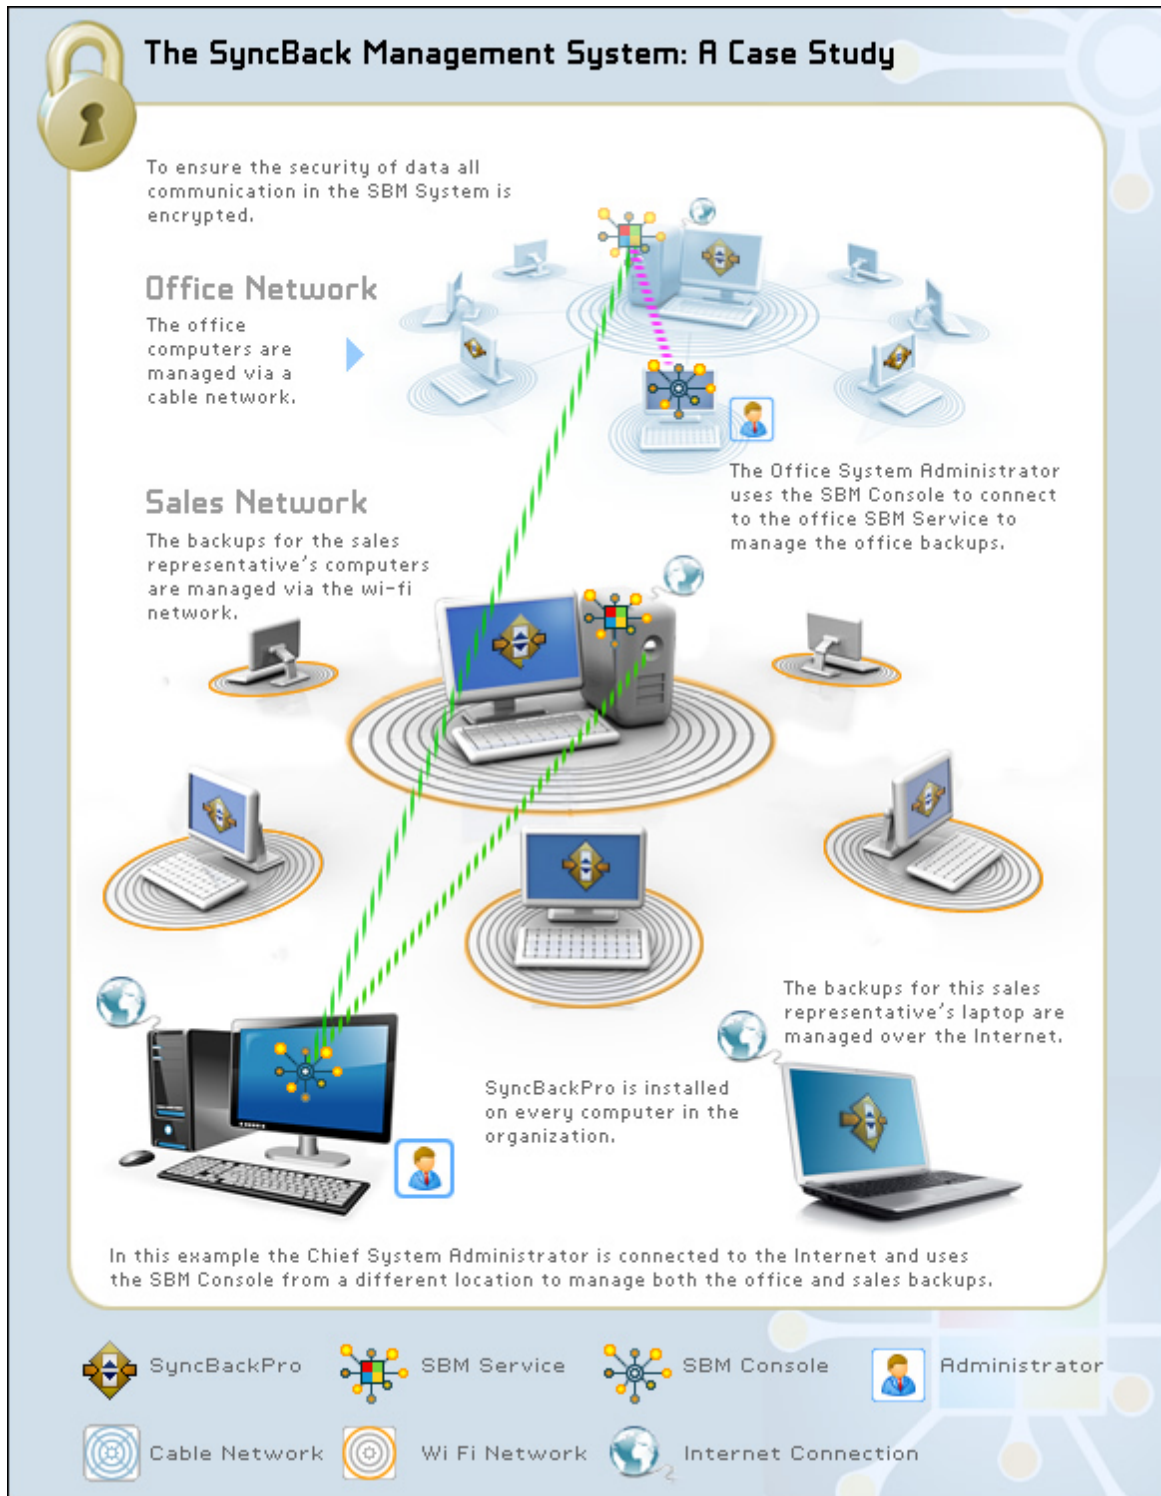 The SyncBack Management System: A Case Study
To ensure the security of data all
communication in the SBM System is
encrypted.
Office Network
The office
computers are
managed via a
cable network.
The Office System Administrator
uses the SBM Console to connect
to the office SBM Service to
manage the office backups.
Sales Network
The backups for the sales
representative's computers
are managed via the wi-fi
network.
The backups for this sales
representative's laptop are
managed over the Internet.
SyncBackPro is installed
on every computer in the
organization.
In this example the Chief System Administrator is connected to the Internet and uses
the SBM Console from a different location to manage both the office and sales backups.
SyncBackPro
SBM Service
SBM Console
Administrator
Cable Network
Wi Fi Network
Internet Connection